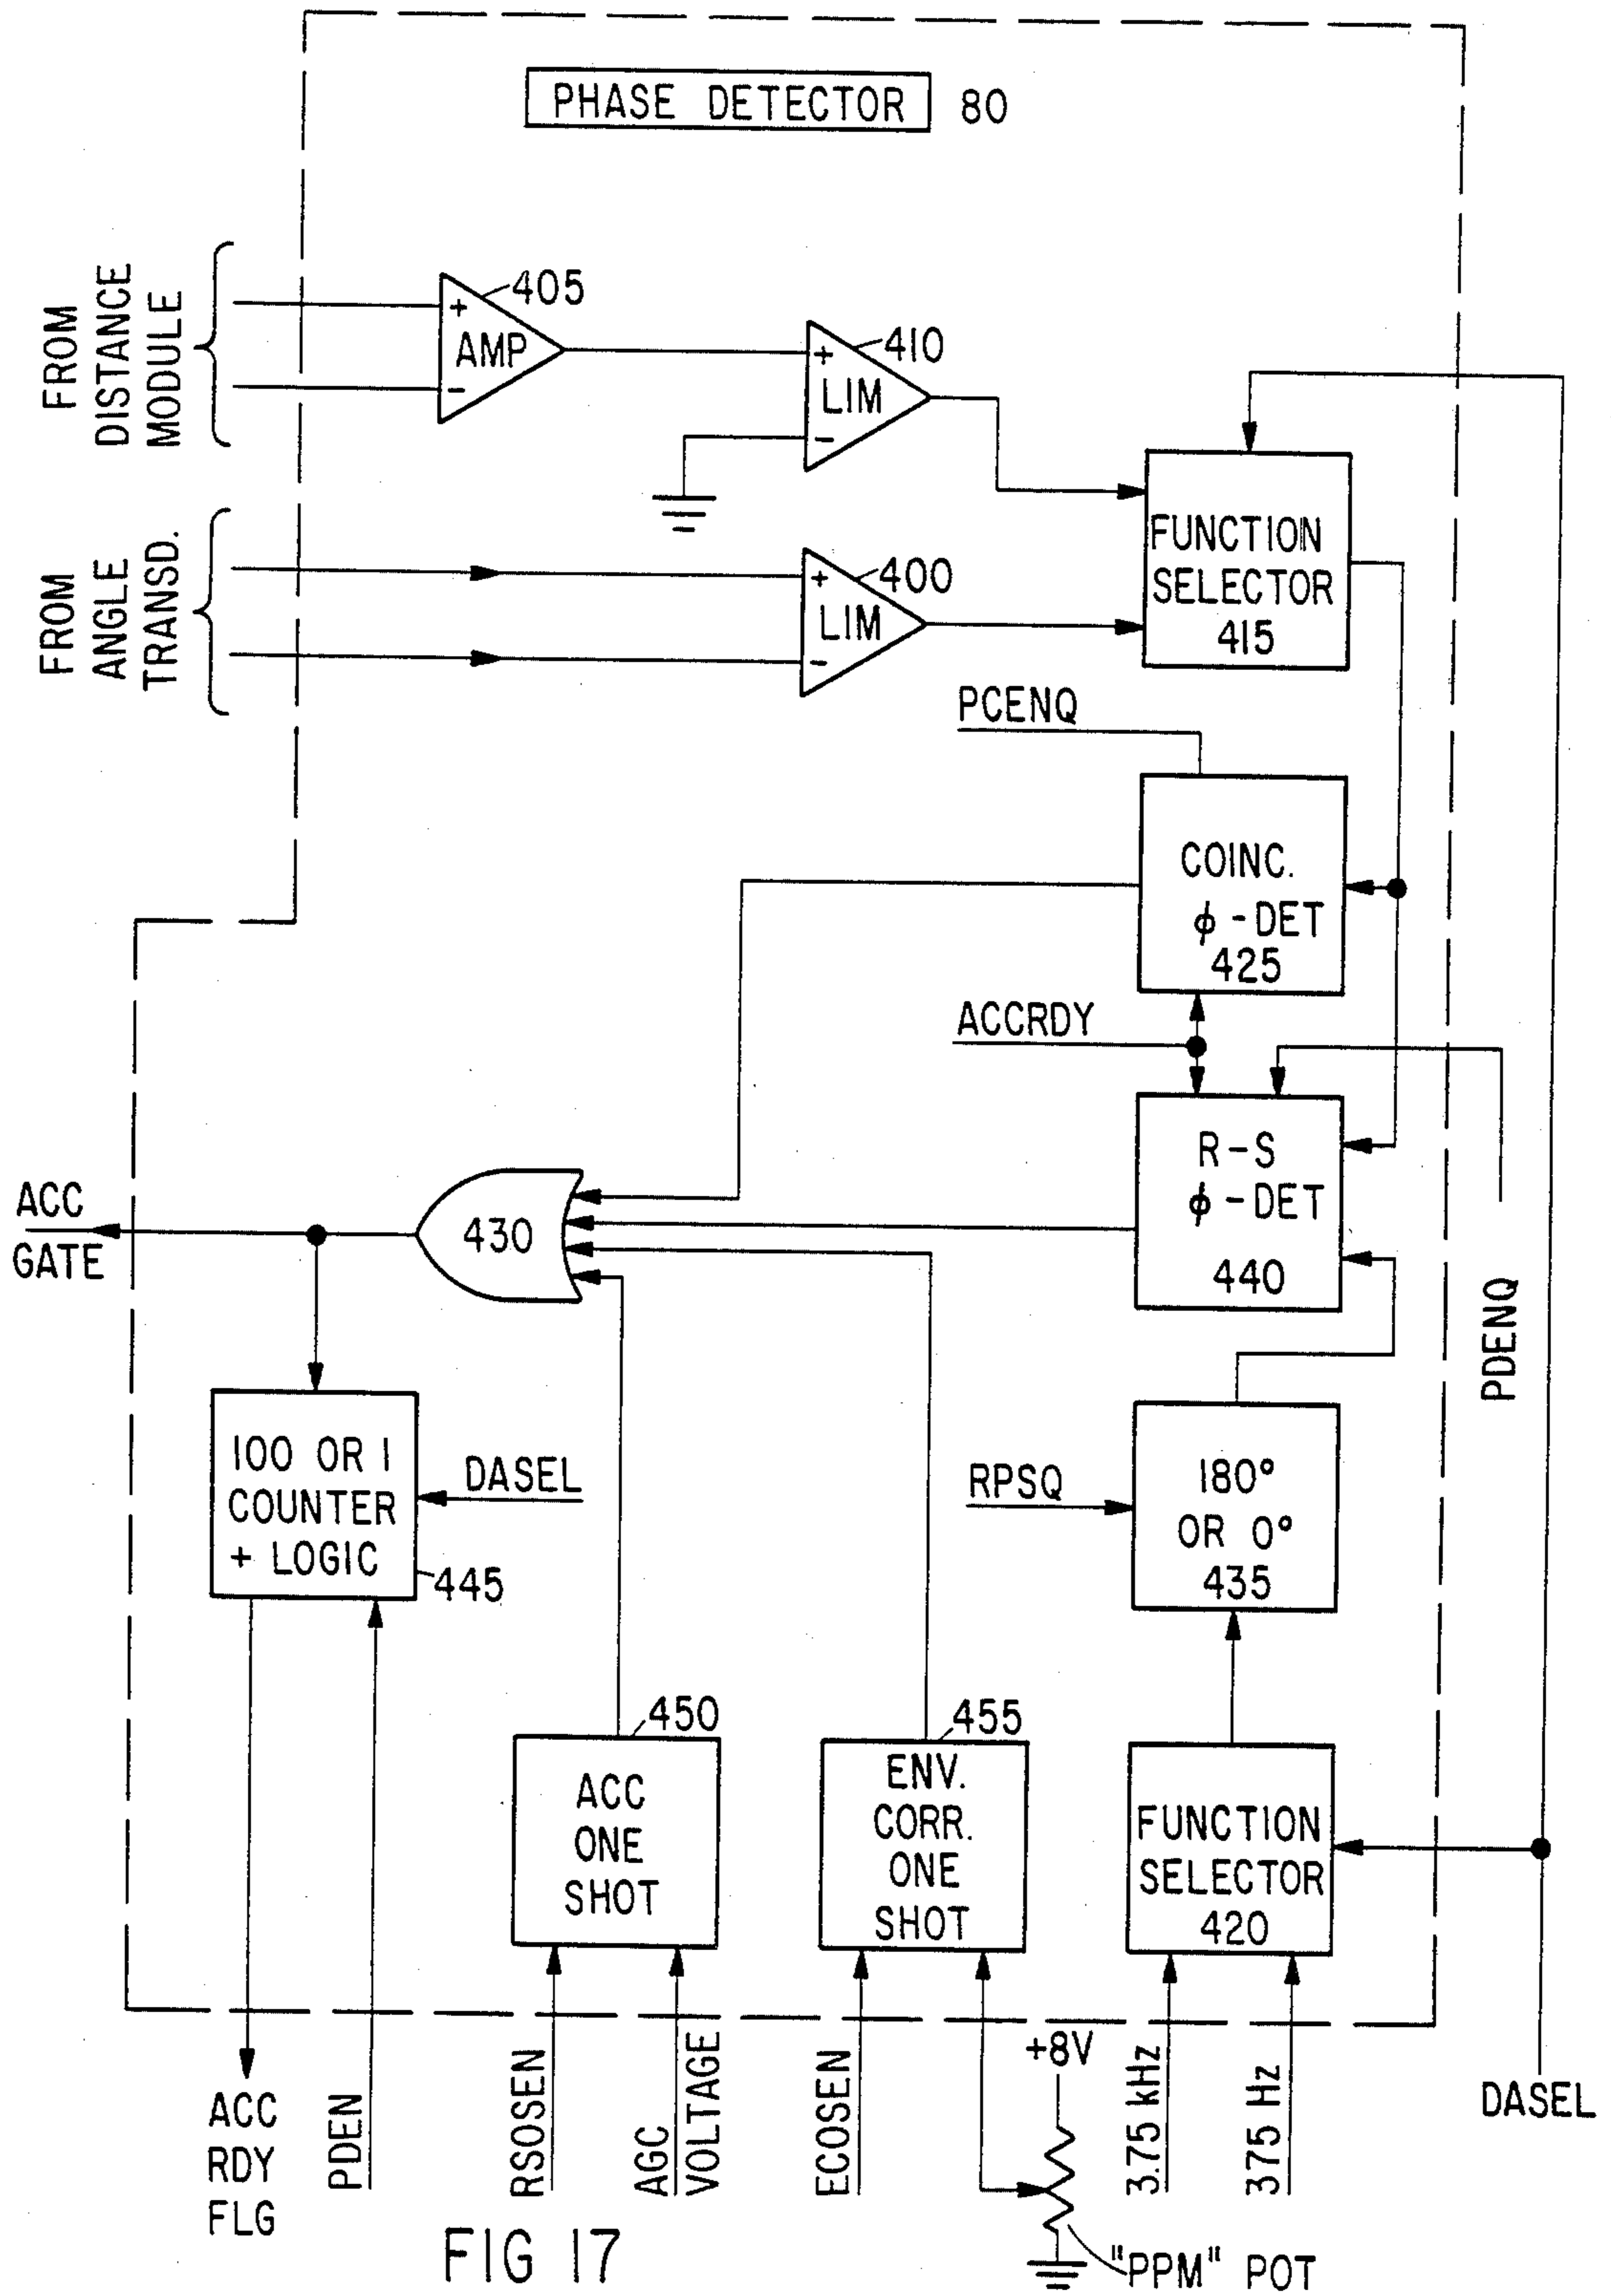 PHASE DETECTOR 80
FROM
DISTANCE
MODULE
+
AMP
-
405
+
LIM
-
410
FROM
ANGLE
TRANSD.
+
LIM
-
400
FUNCTION
SELECTOR
415
PCENQ
COINC.
ϕ-DET
425
ACCRDY
R-S
ϕ-DET
440
PDENQ
ACC
GATE
430
100 OR 1
COUNTER
+ LOGIC
445
DASEL
RPSQ
180°
OR 0°
435
ACC
ONE
SHOT
450
ENV.
CORR.
ONE
SHOT
455
FUNCTION
SELECTOR
420
ACC
RDY
FLG
PDEN
RSOSEN
AGC
VOLTAGE
ECOSEN
+8V
3.75 kHz
375 Hz
DASEL
"PPM" POT
FIG 17